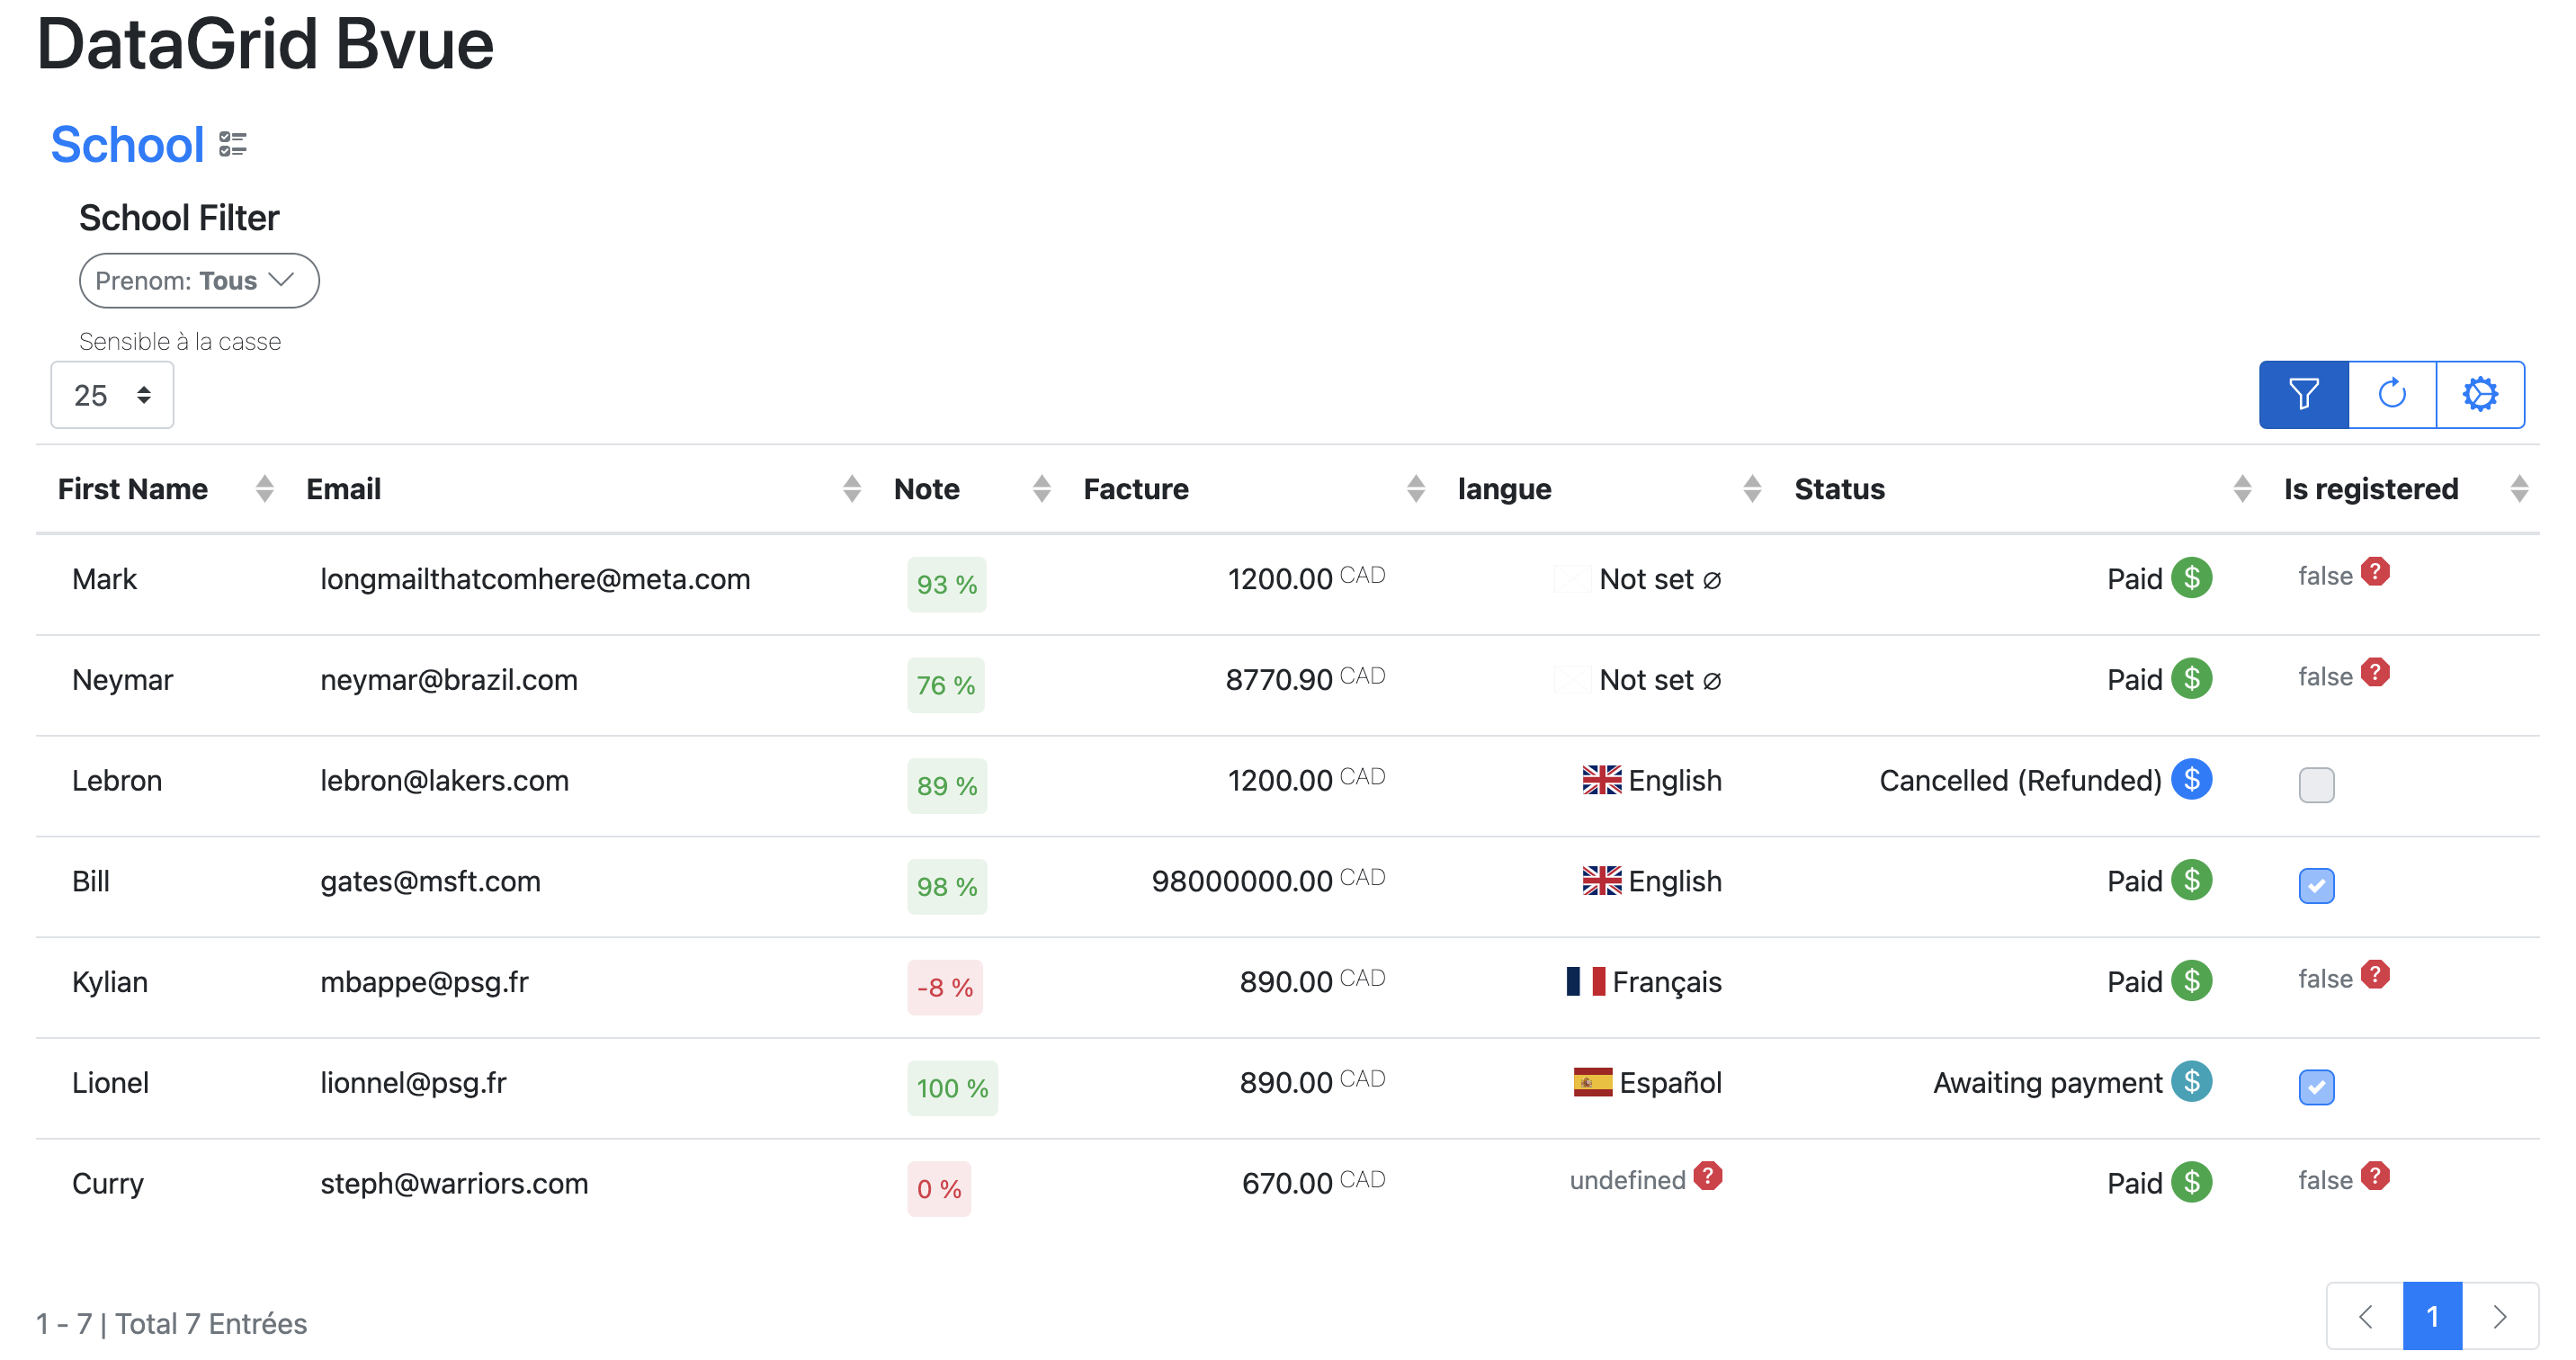 DataGrid Bvue
School
School Filter
Prenom: Tous
Sensible à la casse
25
First Name Email Note Facture langue Status Is registered
Mark longmailthatcomhere@meta.com 93 % 1200.00 CAD Not set ∅ Paid $ false ?
Neymar neymar@brazil.com 76 % 8770.90 CAD Not set ∅ Paid $ false ?
Lebron lebron@lakers.com 89 % 1200.00 CAD English Cancelled (Refunded) $
Bill gates@msft.com 98 % 98000000.00 CAD English Paid $
Kylian mbappe@psg.fr -8 % 890.00 CAD Français Paid $ false ?
Lionel lionnel@psg.fr 100 % 890.00 CAD Español Awaiting payment $
Curry steph@warriors.com 0 % 670.00 CAD undefined ? Paid $ false ?
1 - 7 | Total 7 Entrées
1